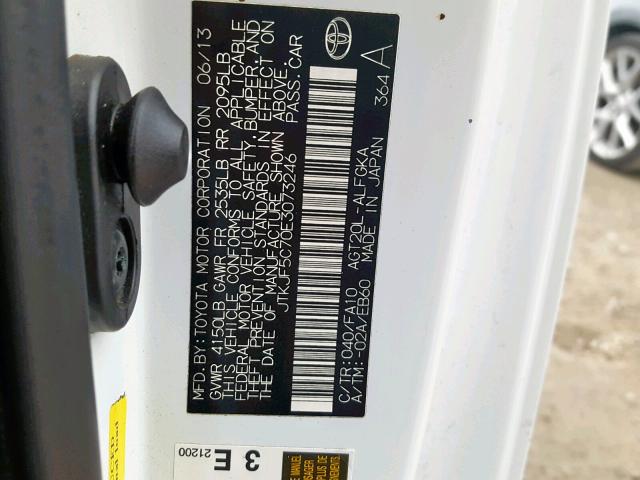 MFD.BY:TOYOTA MOTOR CORPORATION 06/13
GVWR 4150LB GAWR FR 2535LB RR 2095LB
THIS VEHICLE CONFORMS TO ALL APPLICABLE
FEDERAL MOTOR VEHICLE SAFETY, BUMPER, AND
THEFT PREVENTION STANDARDS IN EFFECT ON
THE DATE OF MANUFACTURE SHOWN ABOVE.
JTKJF5C70E3073246 PASS.CAR
C/TR:040/FA10 AGT20L-ALFGKA
A/TM:-02A/EB60 MADE IN JAPAN 364 A
3 E
21200
MANUEL